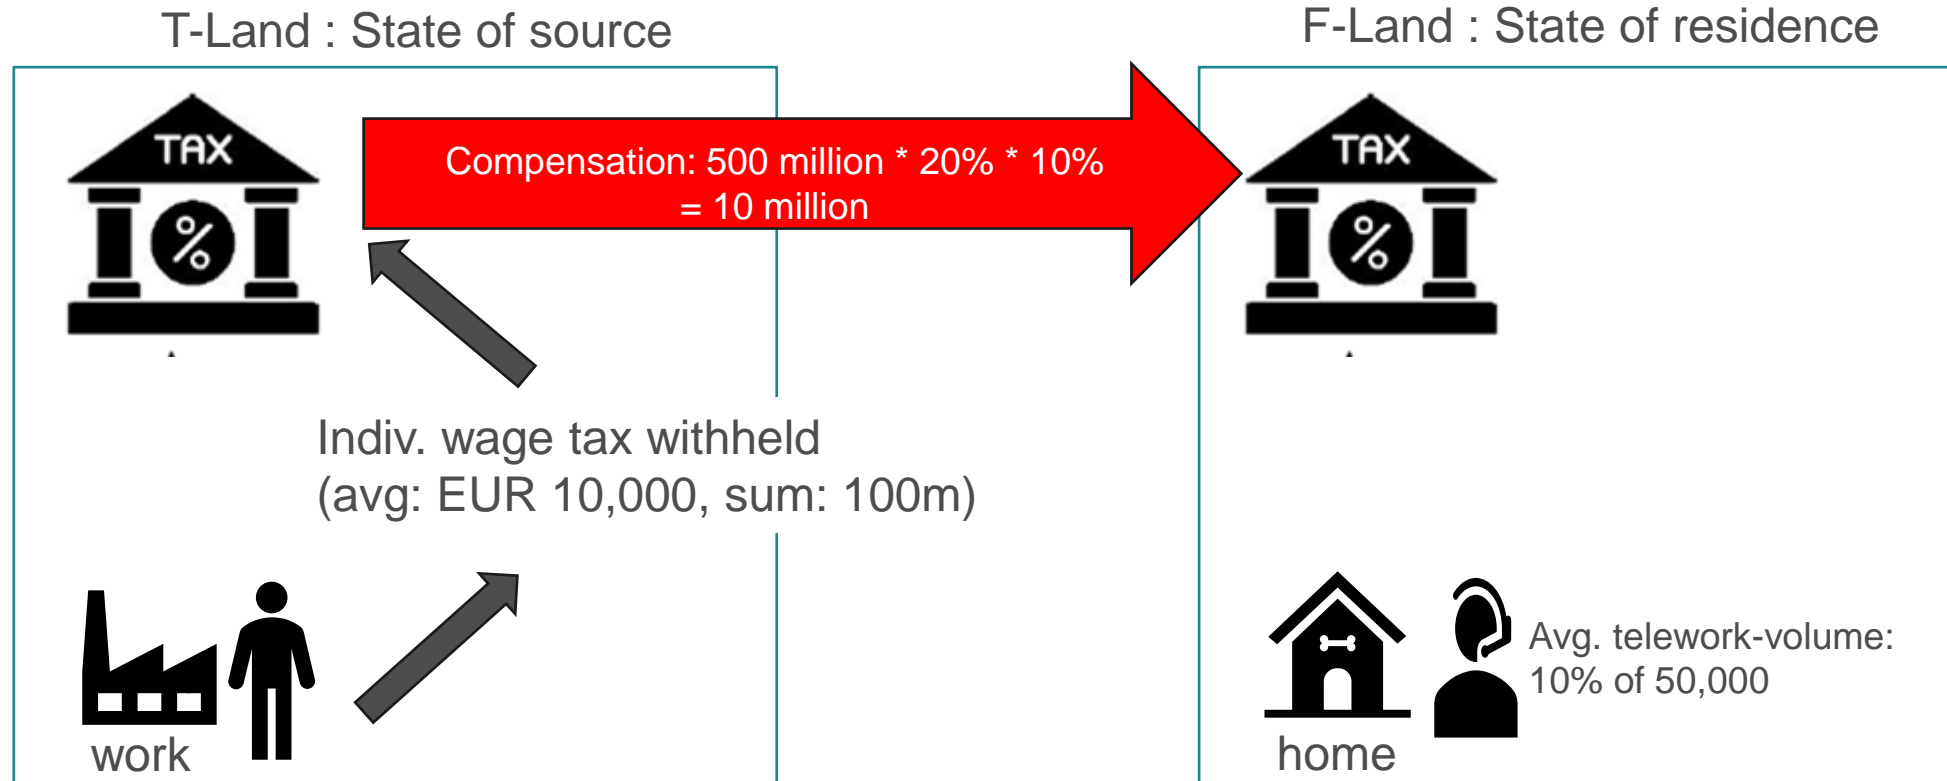 T-Land : State of source
F-Land : State of residence
TAX
%
Compensation: 500 million * 20% * 10%
= 10 million
TAX
%
Indiv. wage tax withheld
(avg: EUR 10,000, sum: 100m)
work
home
Avg. telework-volume:
10% of 50,000